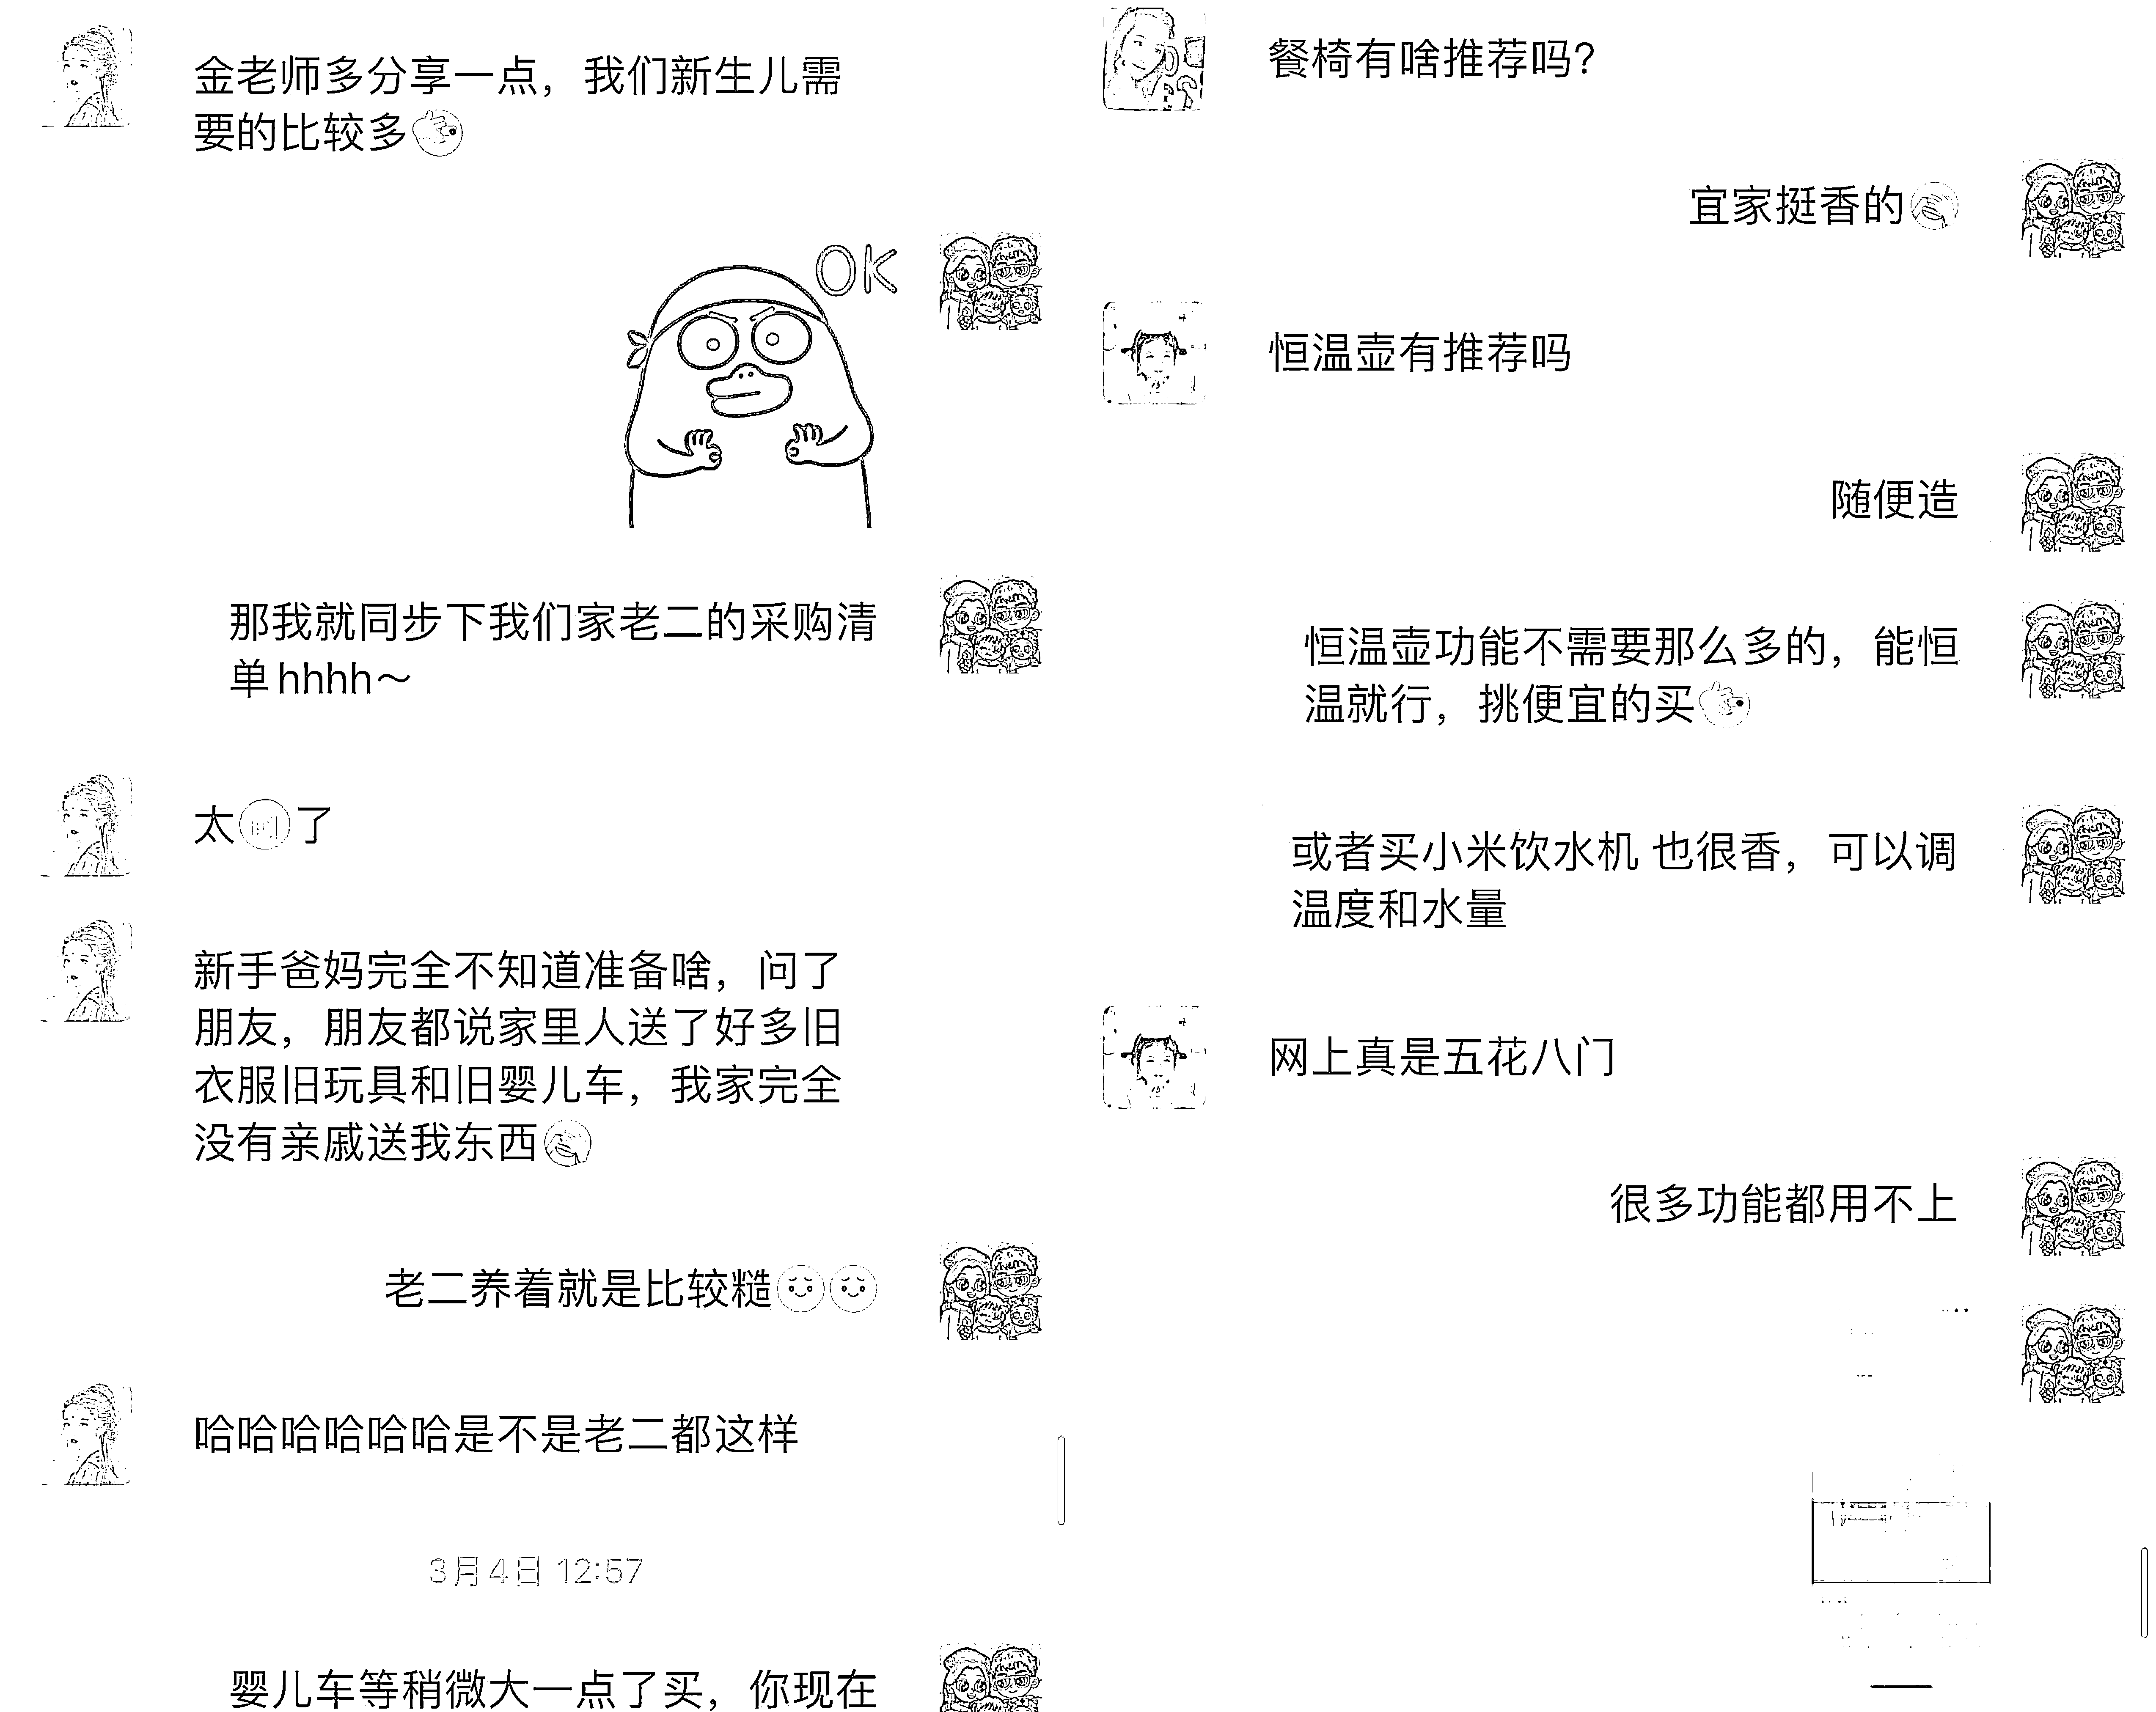 金老师多分享一点，我们新生儿需
要的比较多
OK
那我就同步下我们家老二的采购清
单hhhh～
太
了
新手爸妈完全不知道准备啥，问了
朋友，朋友都说家里人送了好多旧
衣服旧玩具和旧婴儿车，我家完全
没有亲戚送我东西
老二养着就是比较糙
哈哈哈哈哈哈是不是老二都这样
3月4日 12:57
婴儿车等稍微大一点了买，你现在
餐椅有啥推荐吗？
宜家挺香的
恒温壶有推荐吗
随便造
恒温壶功能不需要那么多的，能恒
温就行，挑便宜的买
或者买小米饮水机 也很香，可以调
温度和水量
网上真是五花八门
很多功能都用不上